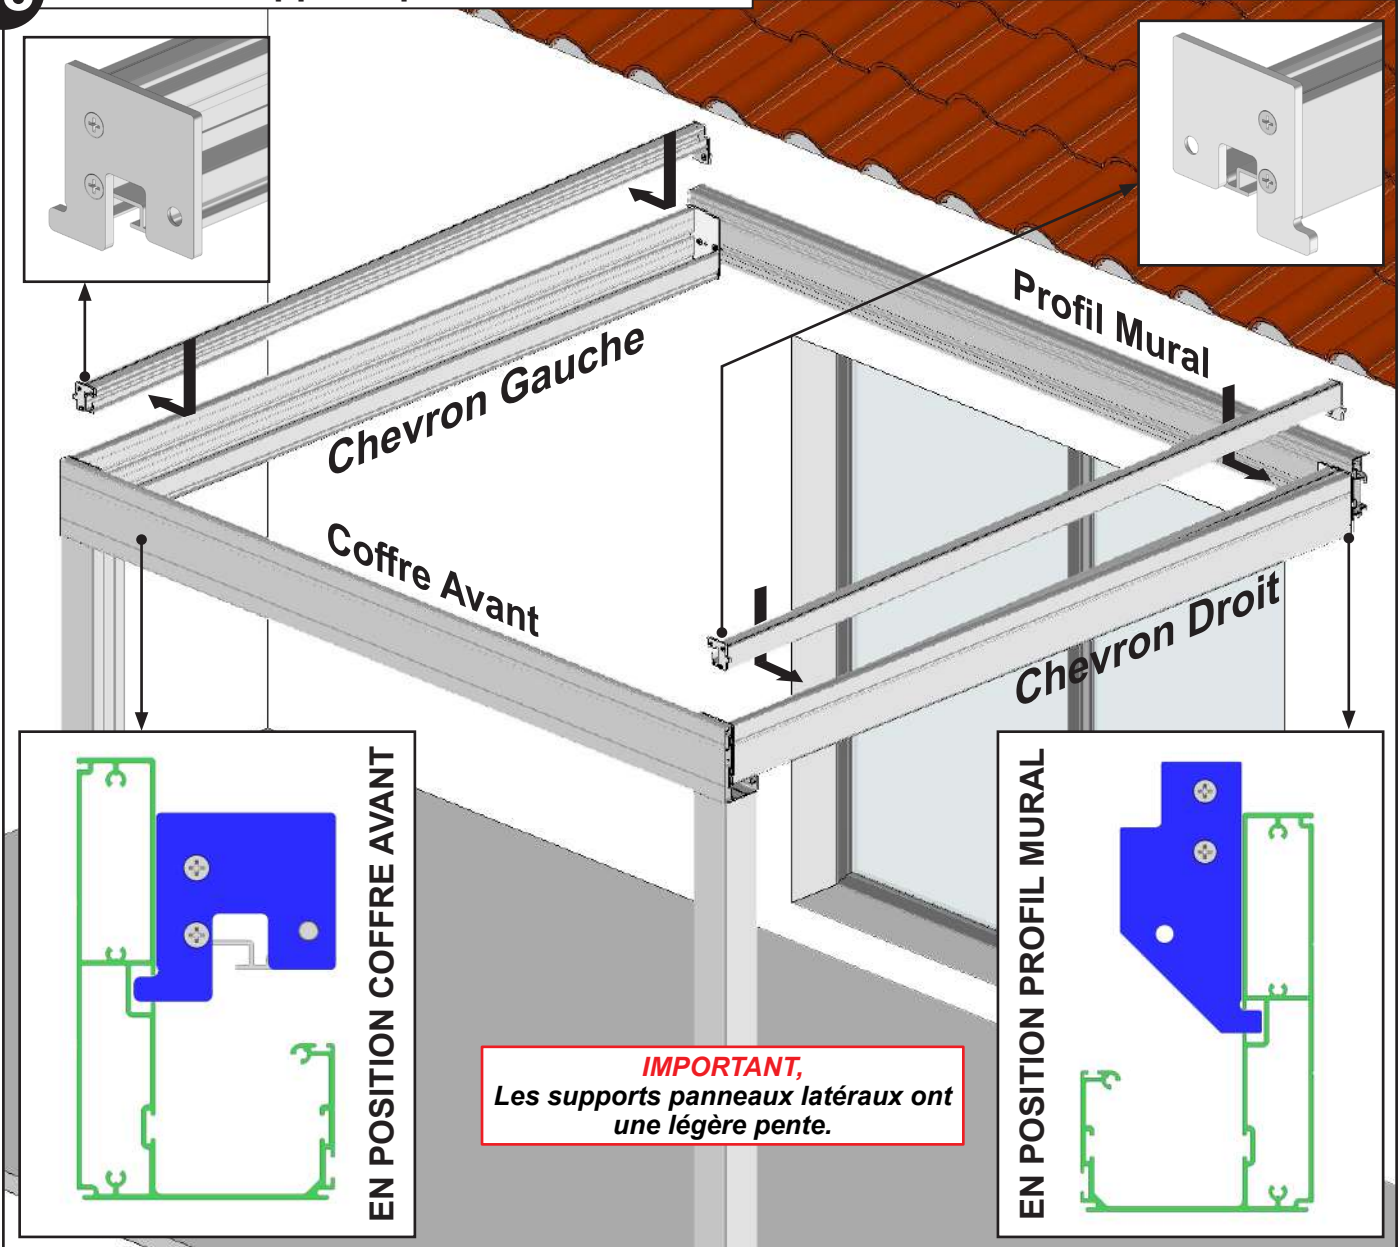 Profil Mural
Chevron Gauche
Coffre Avant
Chevron Droit
EN POSITION COFFRE AVANT
EN POSITION PROFIL MURAL
IMPORTANT,
Les supports panneaux latéraux ont
une légère pente.